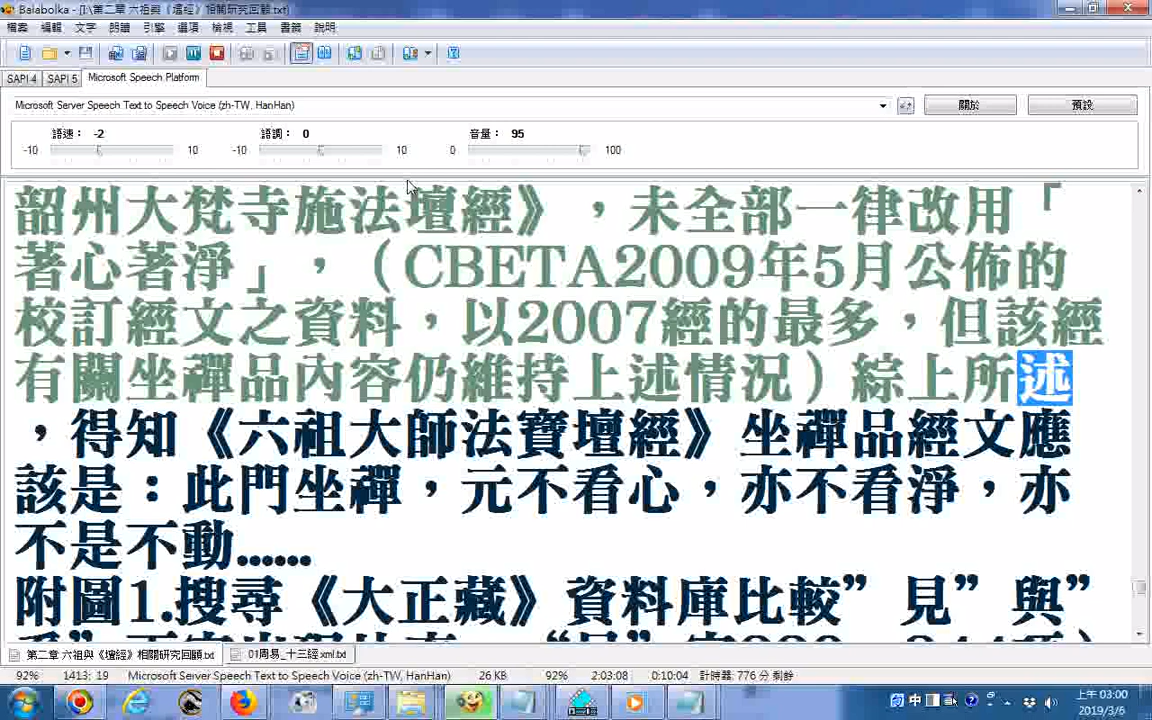 Balabolka - [I:\第二章 六祖與《壇經》相關研究回顧.txt]
檔案 編輯 文字 朗讀 引擎 選項 檢視 工具 書籤 說明
SAPI 4 SAPI 5 Microsoft Speech Platform
Microsoft Server Speech Text to Speech Voice (zh-TW, HanHan) 關於 預設
語速： -2 語調： 0 音量： 95
-10 10 -10 10 0 100
韶州大梵寺施法壇經》，未全部一律改用「
著心著淨」，（CBETA2009年5月公佈的
校訂經文之資料，以2007經的最多，但該經
有關坐禪品內容仍維持上述情況）綜上所述
，得知《六祖大師法寶壇經》坐禪品經文應
該是：此門坐禪，元不看心，亦不看淨，亦
不是不動......
附圖1.搜尋《大正藏》資料庫比較”見”與”
第二章 六祖與《壇經》相關研究回顧.txt 01周易_十三經.xml.txt
92% 1413: 19 Microsoft Server Speech Text to Speech Voice (zh-TW, HanHan) 26 KB 92% 2:03:08 0:10:04 計時器: 776 分 剩餘
中 上午 03:00
2019/3/6